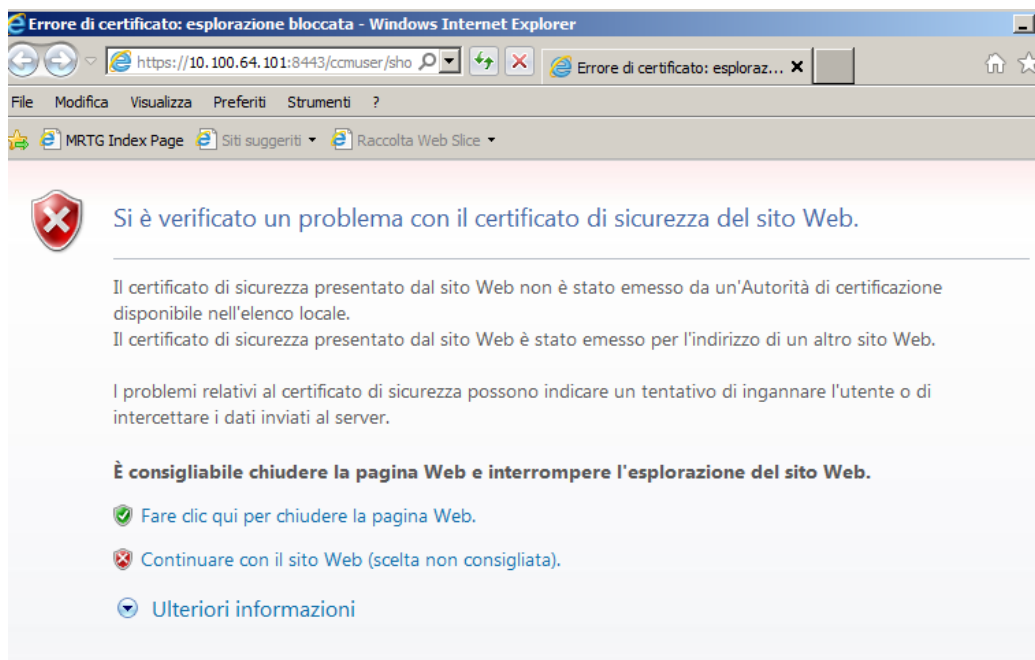 Errore di certificato: esplorazione bloccata - Windows Internet Explorer
https://10.100.64.101:8443/ccmuser/sho
Errore di certificato: esploraz...
File Modifica Visualizza Preferiti Strumenti ?
MRTG Index Page Siti suggeriti Raccolta Web Slice
Si è verificato un problema con il certificato di sicurezza del sito Web.
Il certificato di sicurezza presentato dal sito Web non è stato emesso da un'Autorità di certificazione
disponibile nell'elenco locale.
Il certificato di sicurezza presentato dal sito Web è stato emesso per l'indirizzo di un altro sito Web.
I problemi relativi al certificato di sicurezza possono indicare un tentativo di ingannare l'utente o di
intercettare i dati inviati al server.
È consigliabile chiudere la pagina Web e interrompere l'esplorazione del sito Web.
Fare clic qui per chiudere la pagina Web.
Continuare con il sito Web (scelta non consigliata).
Ulteriori informazioni